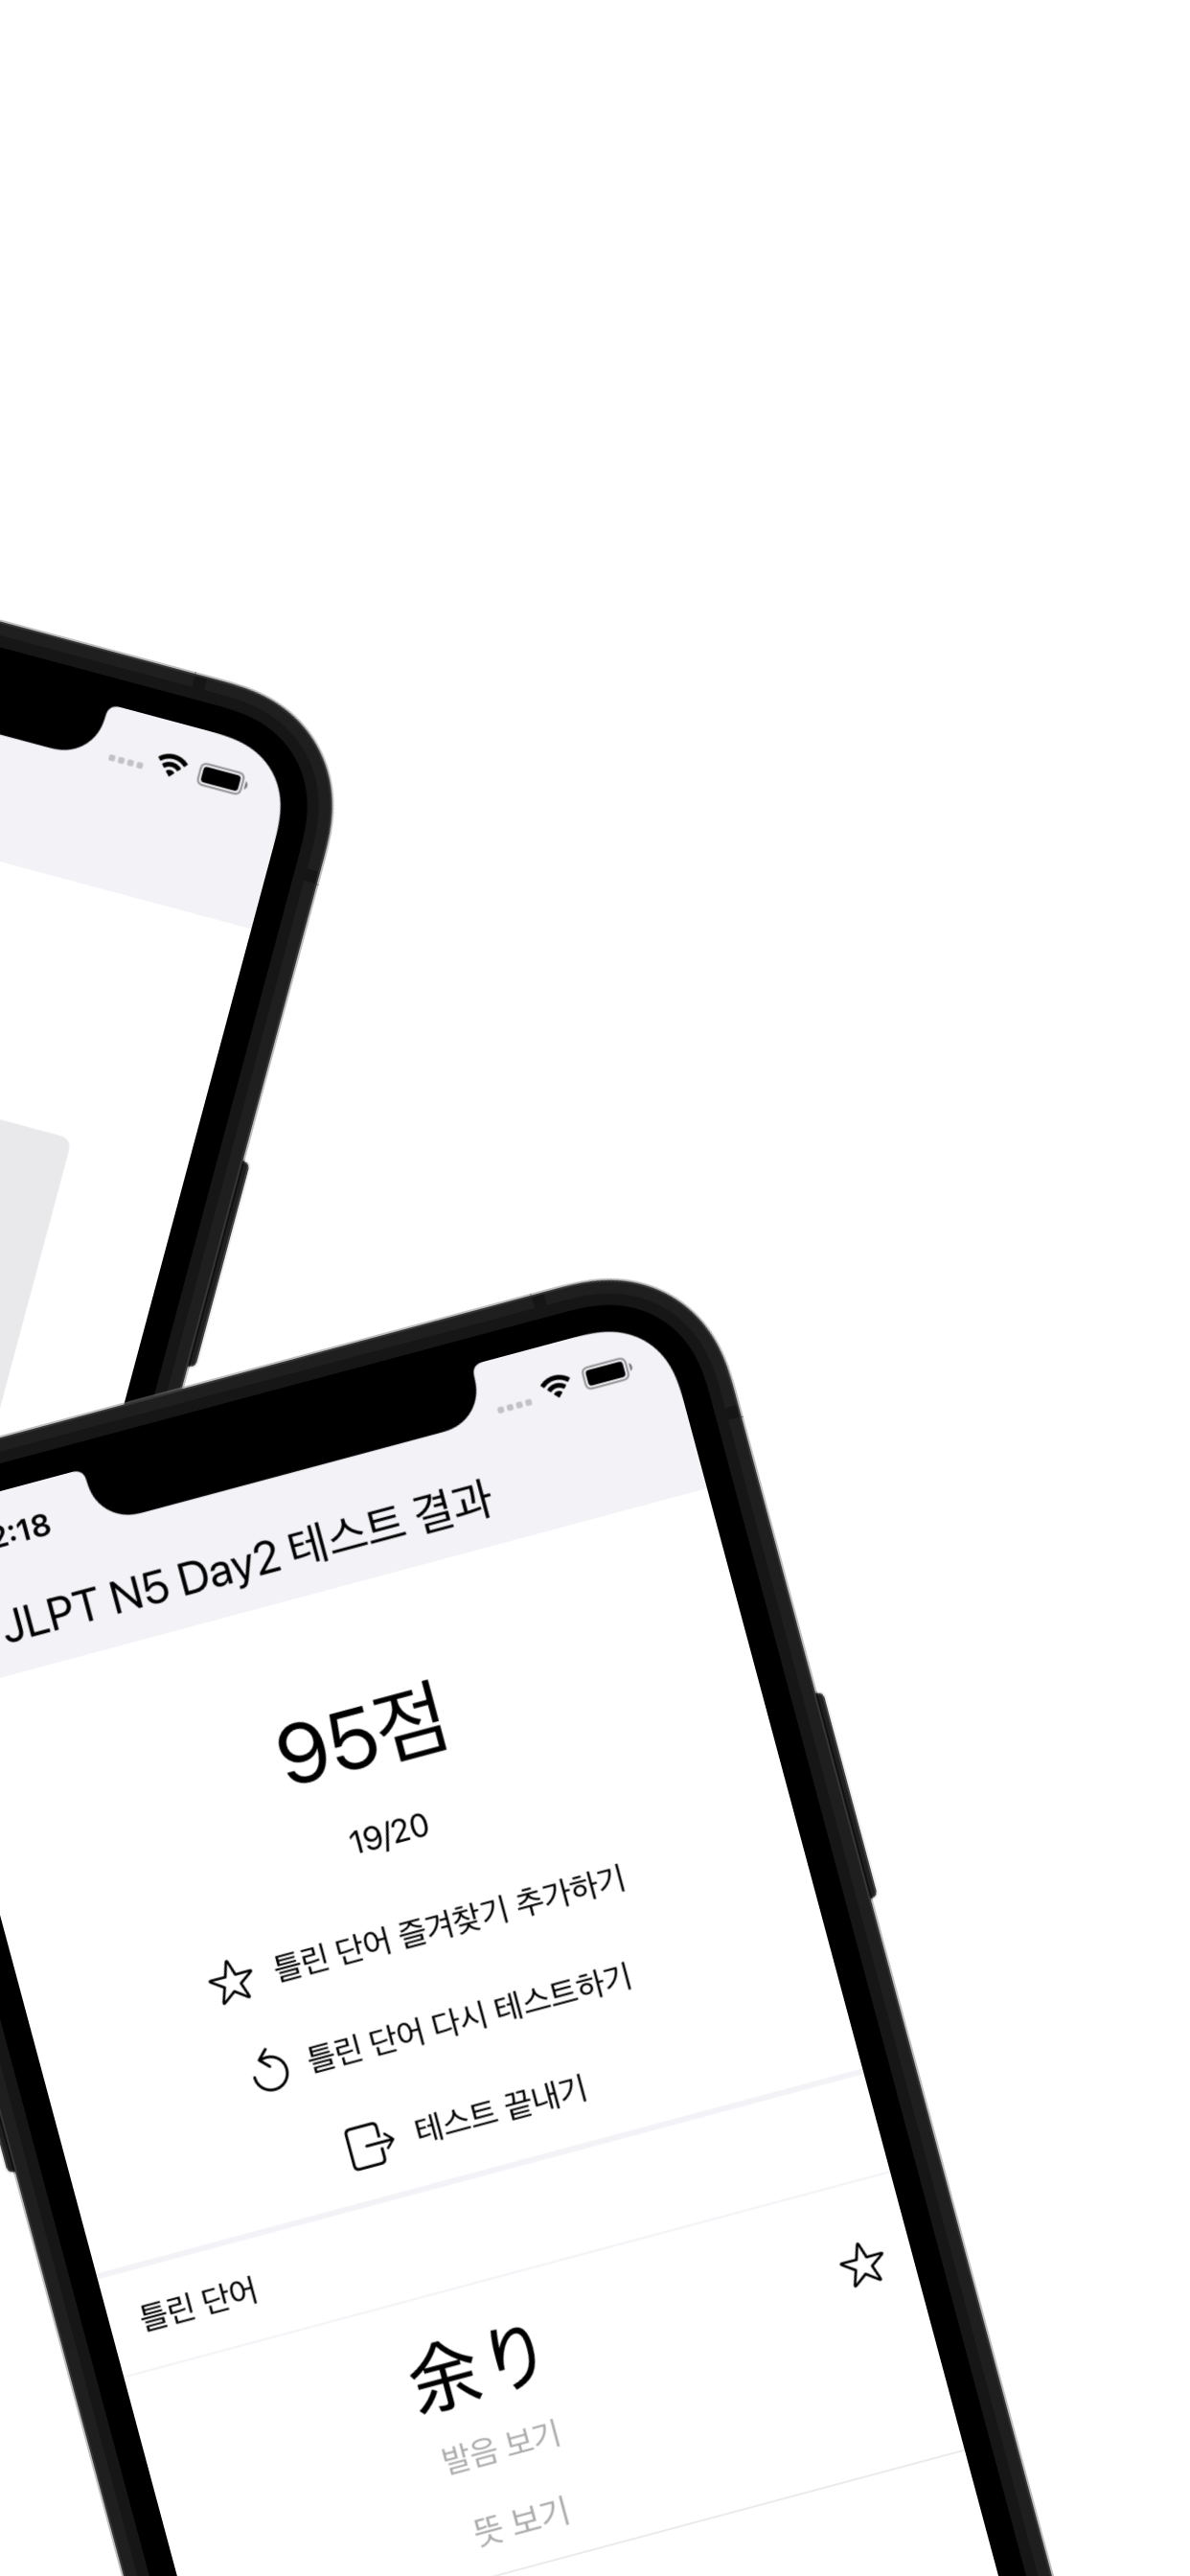 2:18
JLPT N5 Day2 테스트 결과
95점
19/20
틀린 단어 즐겨찾기 추가하기
틀린 단어 다시 테스트하기
테스트 끝내기
틀린 단어
余り
발음 보기
뜻 보기